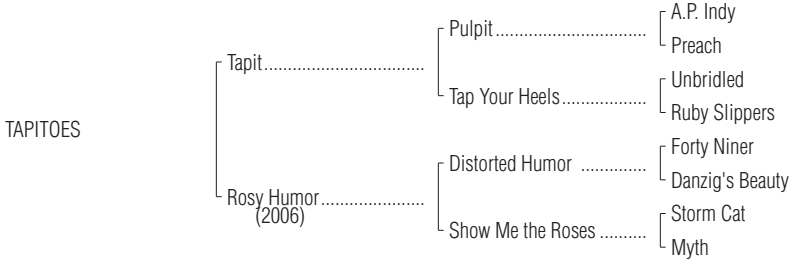 A.P. Indy
Pulpit................................
Preach
Tapit..................................
Unbridled
Tap Your Heels..................
Ruby Slippers
TAPITOES
Forty Niner
Distorted Humor ..............
Danzig's Beauty
Rosy Humor......................
(2006)
Storm Cat
Show Me the Roses ..........
Myth